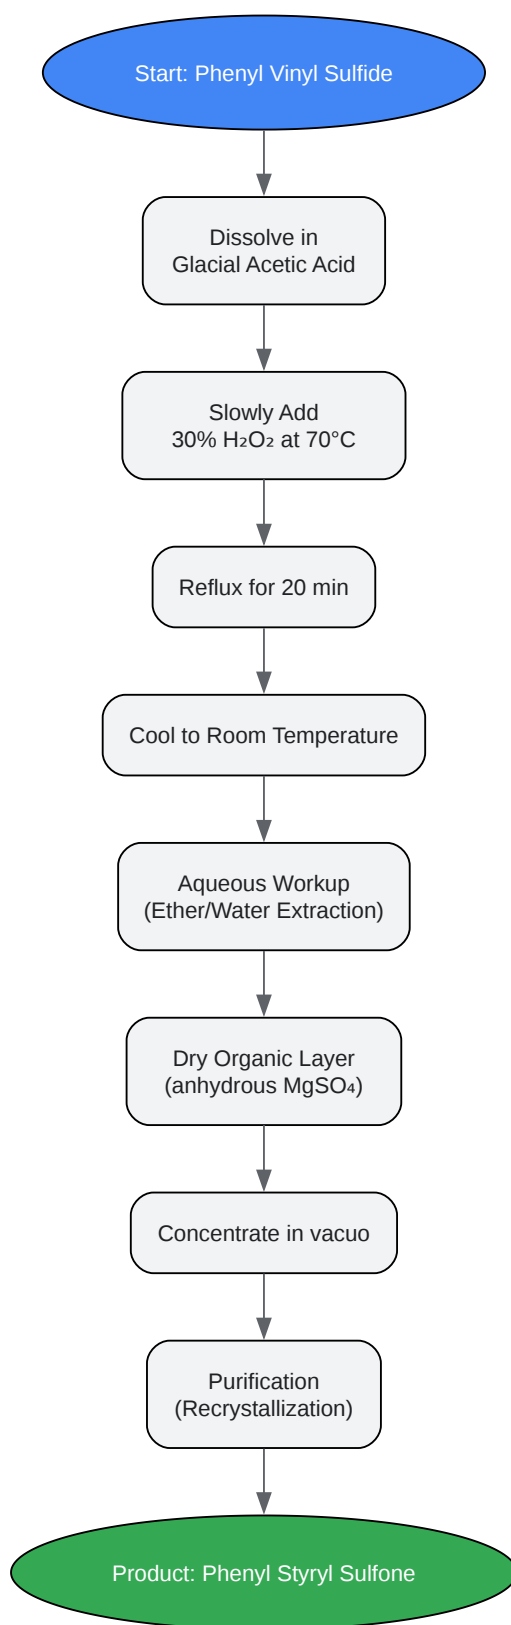 Start: Phenyl Vinyl Sulfide
Dissolve in
Glacial Acetic Acid
Slowly Add
30% H₂O₂ at 70°C
Reflux for 20 min
Cool to Room Temperature
Aqueous Workup
(Ether/Water Extraction)
Dry Organic Layer
(anhydrous MgSO₄)
Concentrate in vacuo
Purification
(Recrystallization)
Product: Phenyl Styryl Sulfone